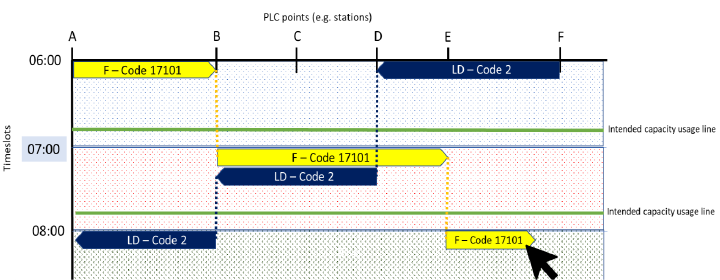 PLC points (e.g. stations)
A B C D E F
06:00
F – Code 17101 LD – Code 2
Intended capacity usage line
Timeslots
07:00
F – Code 17101
LD – Code 2
Intended capacity usage line
08:00
LD – Code 2 F – Code 17101